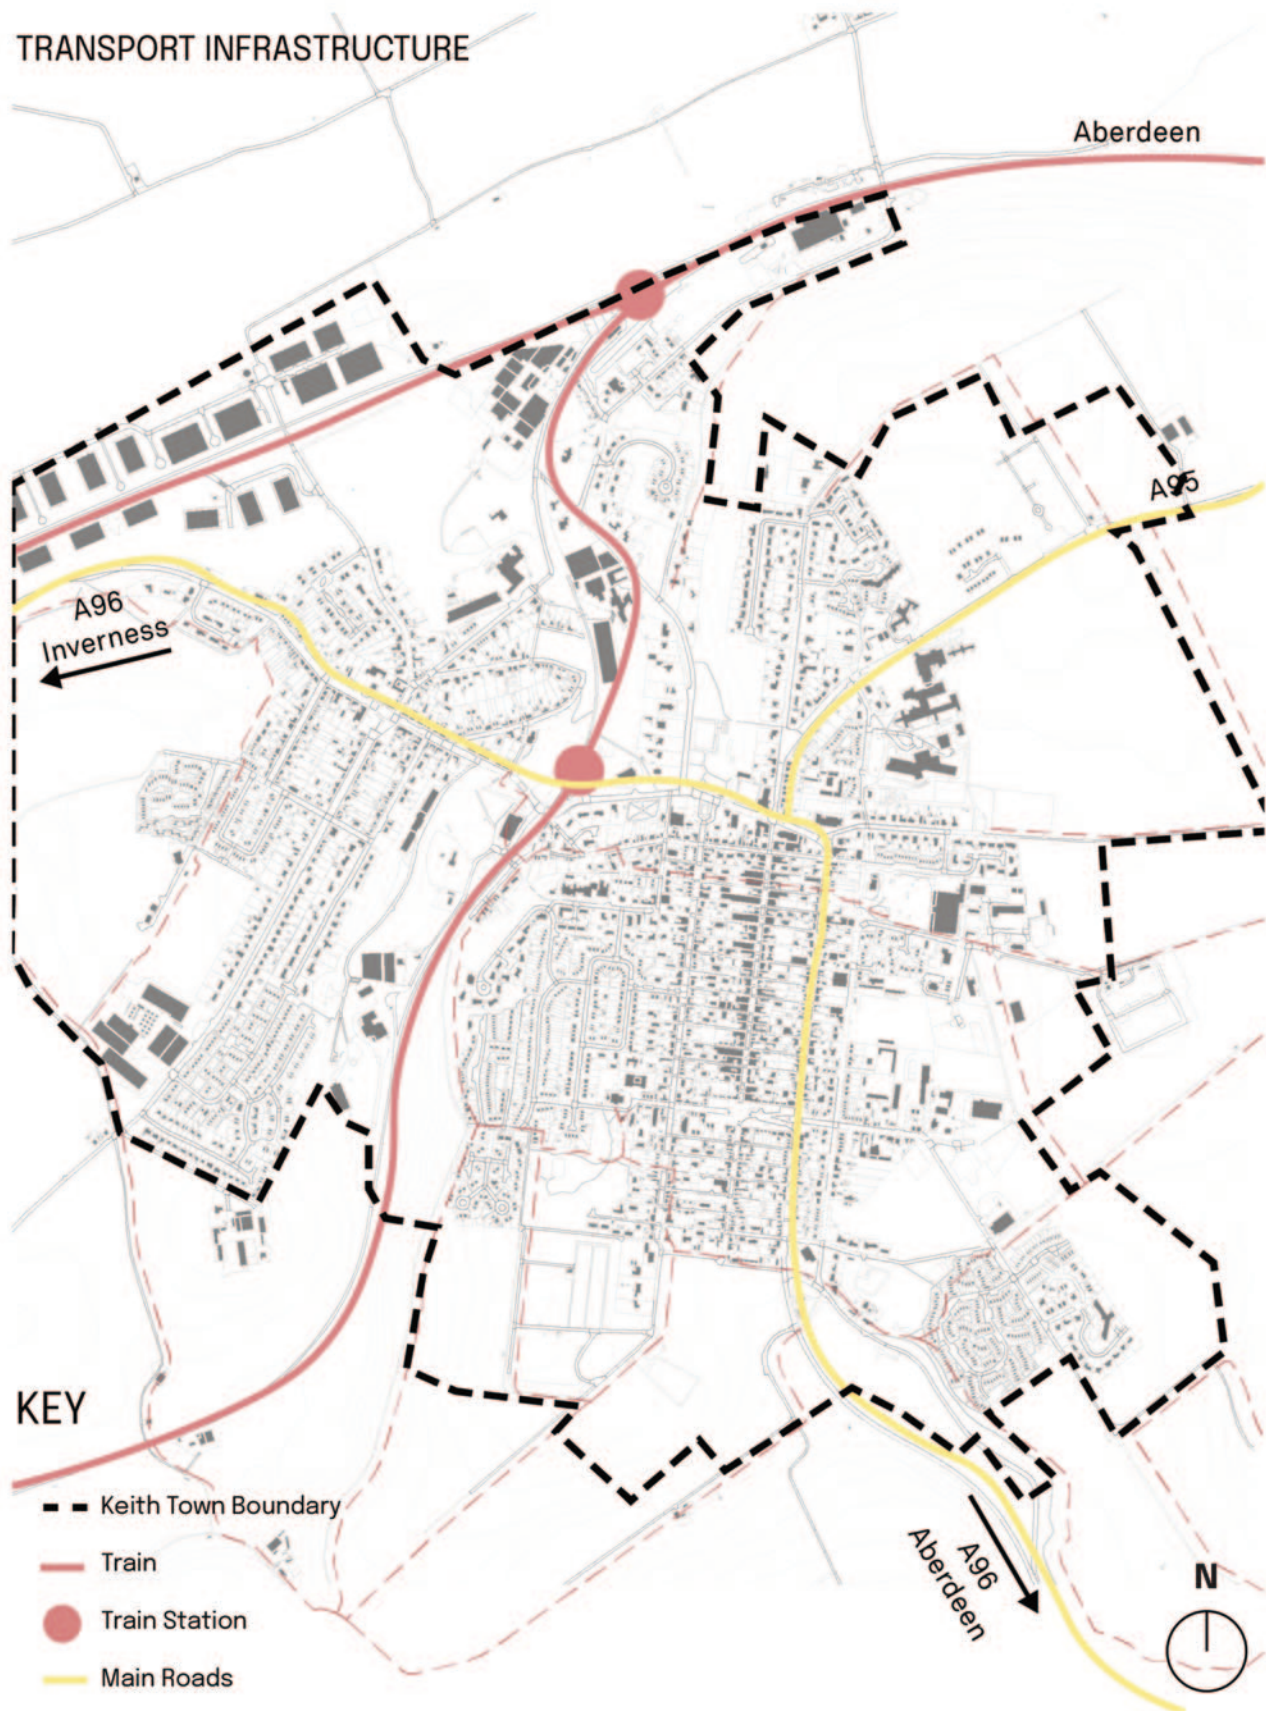 TRANSPORT INFRASTRUCTURE
Aberdeen
A95
A96
Inverness
KEY
Keith Town Boundary
Train
Train Station
Main Roads
A96
Aberdeen
N